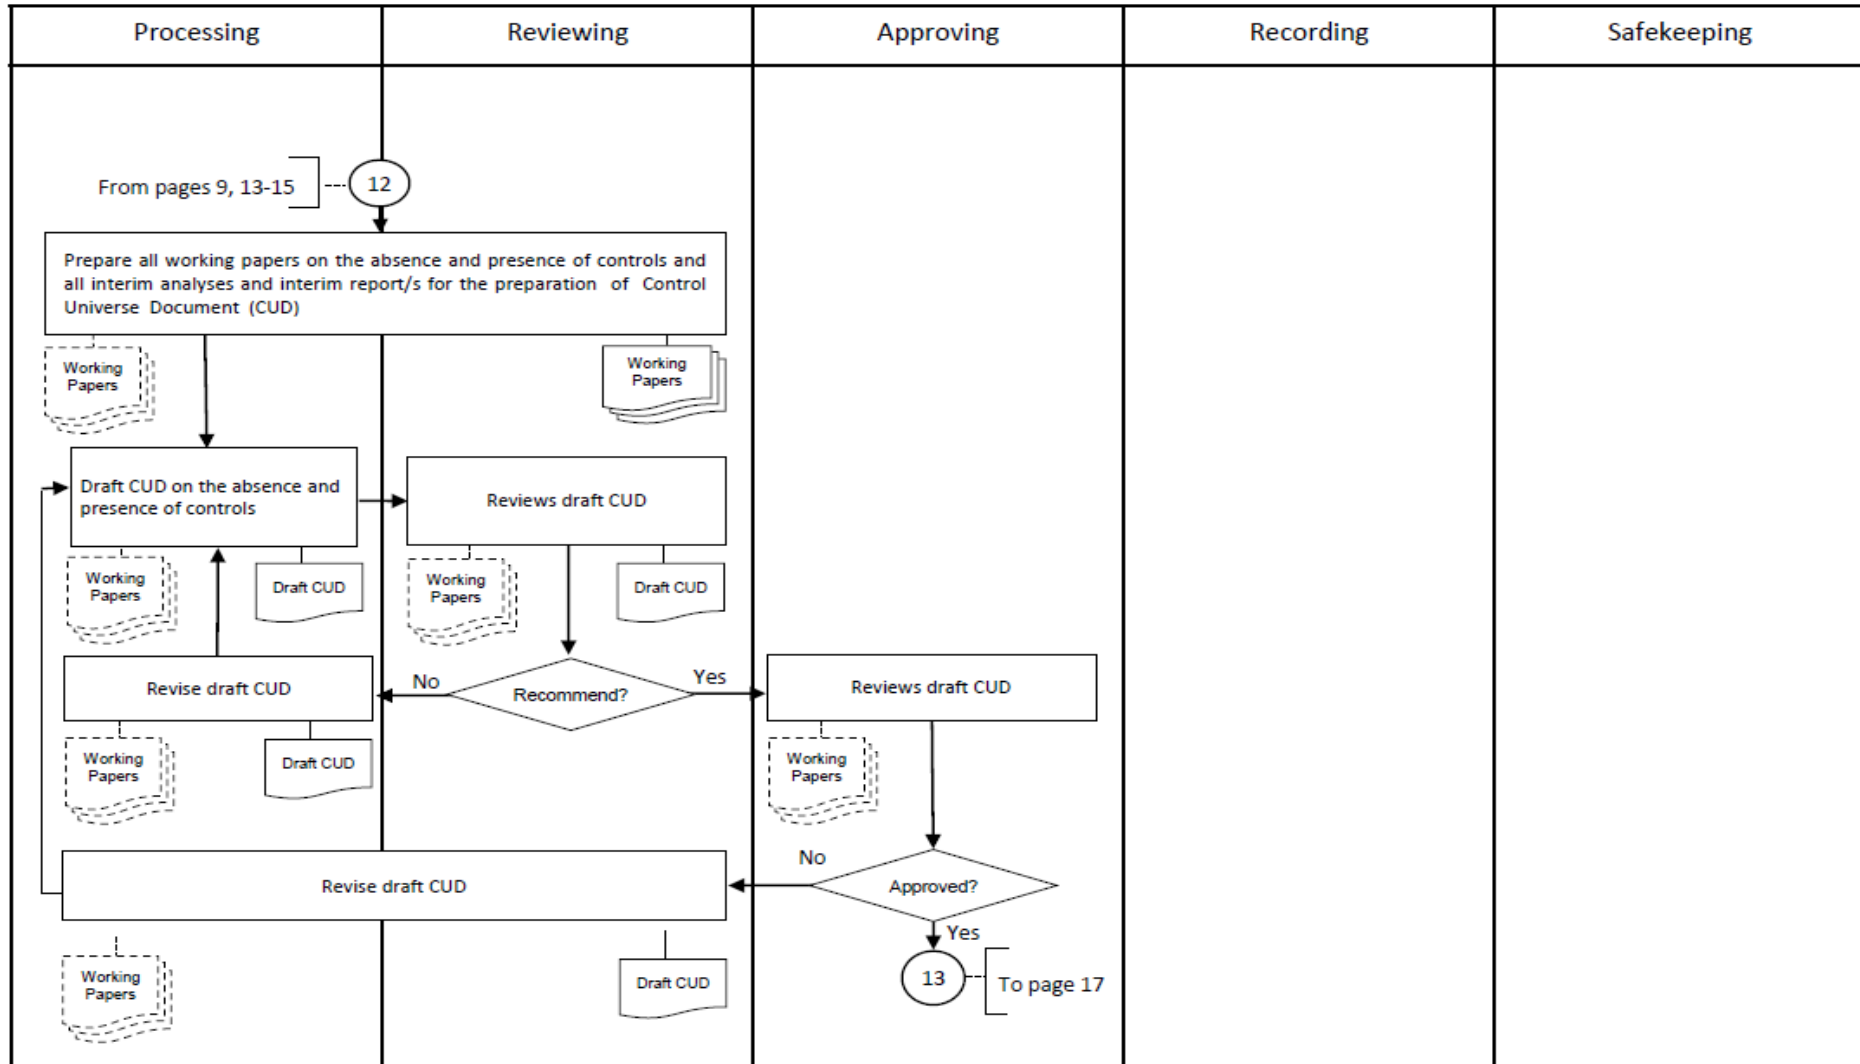 Processing
Reviewing
Approving
Recording
Safekeeping
From pages 9, 13-15
12
Prepare all working papers on the absence and presence of controls and
all interim analyses and interim report/s for the preparation of Control
Universe Document (CUD)
Working
Papers
Working
Papers
Draft CUD on the absence and
presence of controls
Reviews draft CUD
Working
Papers
Draft CUD
Working
Papers
Draft CUD
Revise draft CUD
No
Recommend?
Yes
Reviews draft CUD
Working
Papers
Draft CUD
Working
Papers
Revise draft CUD
No
Approved?
Yes
Working
Papers
Draft CUD
13
To page 17